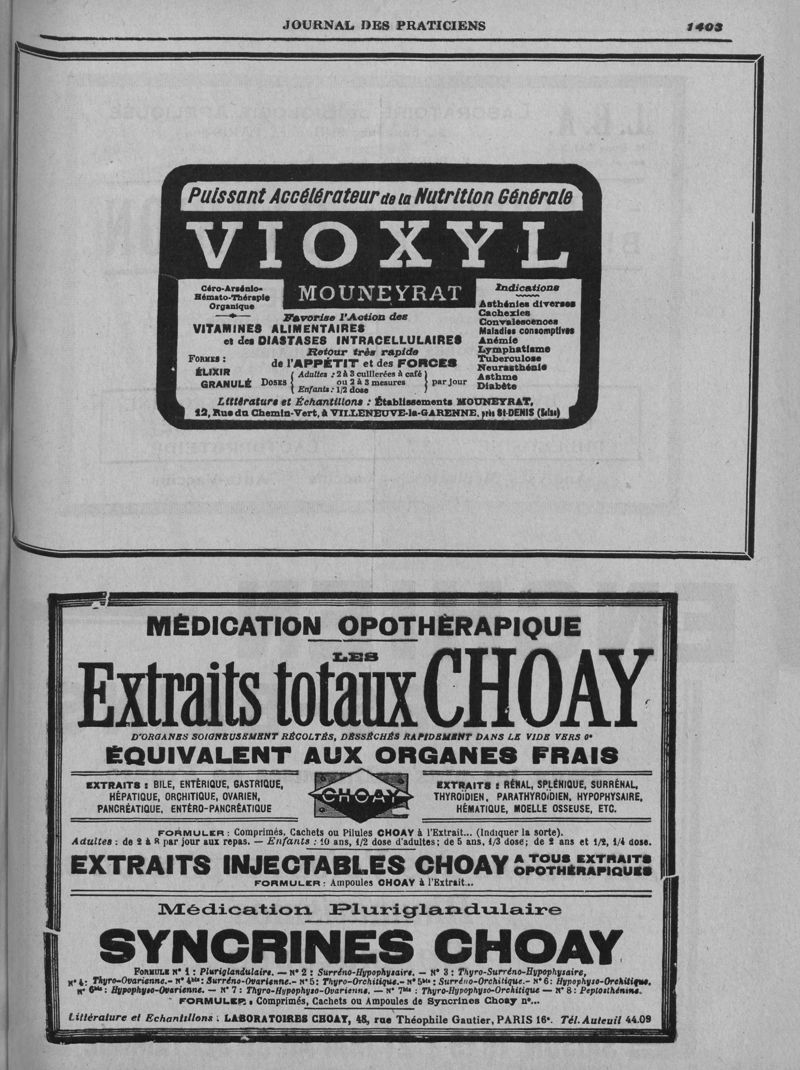 JOURNAL DES PRATICIENS 1403
Puissant Accélérateur de la Nutrition Générale
VIOXYL
MOUNEYRAT
Céro-Arsénio-
Hémato-Thérapie
Organique
Favorise l'Action des
VITAMINES ALIMENTAIRES
et des DIASTASES INTRACELLULAIRES
Retour très rapide
de l'APPÉTIT et des FORCES
FORMES :
ÉLIXIR
GRANULÉ
DOSES
Adultes : 2 à 3 cuillerées à café
ou 2 à 3 mesures
Enfants : 1/2 dose
par jour
Indications
Asthénies diverses
Cachexies
Convalescences
Maladies consomptives
Anémie
Lymphatisme
Tuberculose
Neurasthénie
Asthme
Diabète
Littérature et Échantillons : Établissements MOUNEYRAT,
12, Rue du Chemin-Vert, à VILLENEUVE-la-GARENNE, près St-DENIS (Seine)
MÉDICATION OPOTHÈRAPIQUE
LES
Extraits totaux CHOAY
D'ORGANES SOIGNEUSEMENT RÉCOLTÉS, DESSÉCHÉS RAPIDEMENT DANS LE VIDE VERS 0°
ÉQUIVALENT AUX ORGANES FRAIS
EXTRAITS : BILE, ENTÉRIQUE, GASTRIQUE,
HÉPATIQUE, ORCHITIQUE, OVARIEN,
PANCRÉATIQUE, ENTÉRO-PANCRÉATIQUE
CHOAY
EXTRAITS : RÉNAL, SPLÉNIQUE, SURRÉNAL,
THYROÏDIEN, PARATHYROÏDIEN, HYPOPHYSAIRE,
HÉMATIQUE, MOELLE OSSEUSE, ETC.
FORMULER : Comprimés, Cachets ou Pilules CHOAY à l'Extrait... (Indiquer la sorte).
Adultes : de 2 à 8 par jour aux repas. — Enfants : 10 ans, 1/2 dose d'adultes; de 5 ans, 1/3 dose; de 2 ans et 1/2, 1/4 dose.
EXTRAITS INJECTABLES CHOAY A TOUS EXTRAITS OPOTHÉRAPIQUES
FORMULER : Ampoules CHOAY à l'Extrait...
Médication Pluriglandulaire
SYNCRINES CHOAY
FORMULE N° 1 : Pluriglandulaire. — N° 2 : Surréno-Hypophysaire. — N° 3 : Thyro-Surréno-Hypophysaire,
N° 4 : Thyro-Ovarienne. - N° 4bis : Surréno-Ovarienne. - N° 5 : Thyro-Orchitique. - N° 5bis : Surréno-Orchitique. - N° 6 : Hypophyso-Orchitique,
N° 6bis : Hypophyso-Ovarienne. — N° 7 : Thyro-Hypophyso-Ovarienne. — N° 7bis : Thyro-Hypophyso-Orchitique — N° 8 : Peptosthénine.
FORMULER : Comprimés, Cachets ou Ampoules de Syncrines Choay n°...
Littérature et Echantillons : LABORATOIRES CHOAY, 48, rue Théophile Gautier, PARIS 16e. Tél. Auteuil 44.09